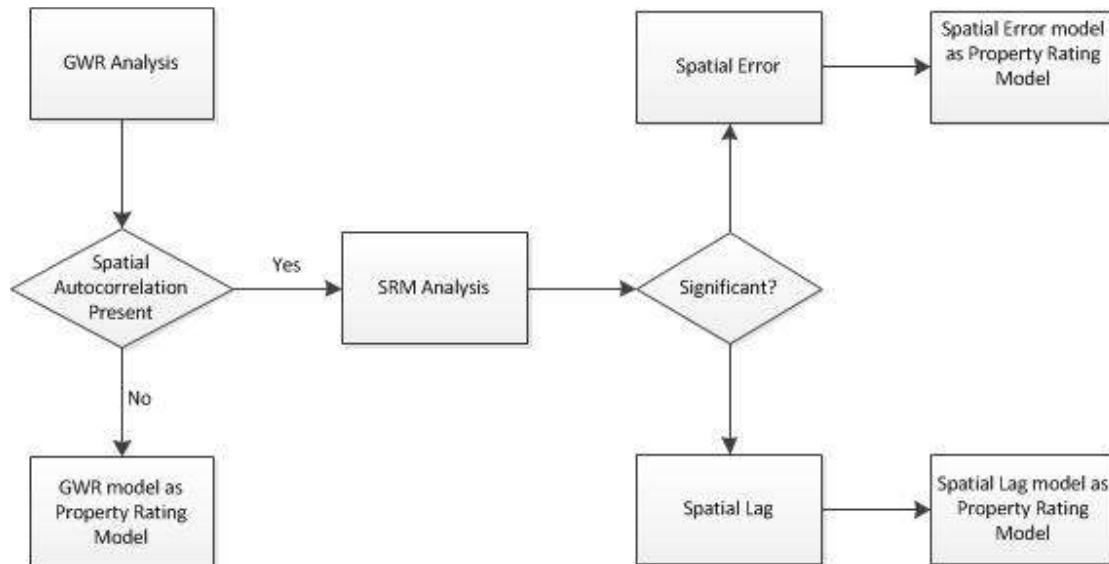 GWR Analysis
Spatial
Autocorrelation
Present
Yes
No
GWR model as
Property Rating
Model
SRM Analysis
Significant?
Spatial Error
Spatial Error model
as Property Rating
Model
Spatial Lag
Spatial Lag model as
Property Rating
Model